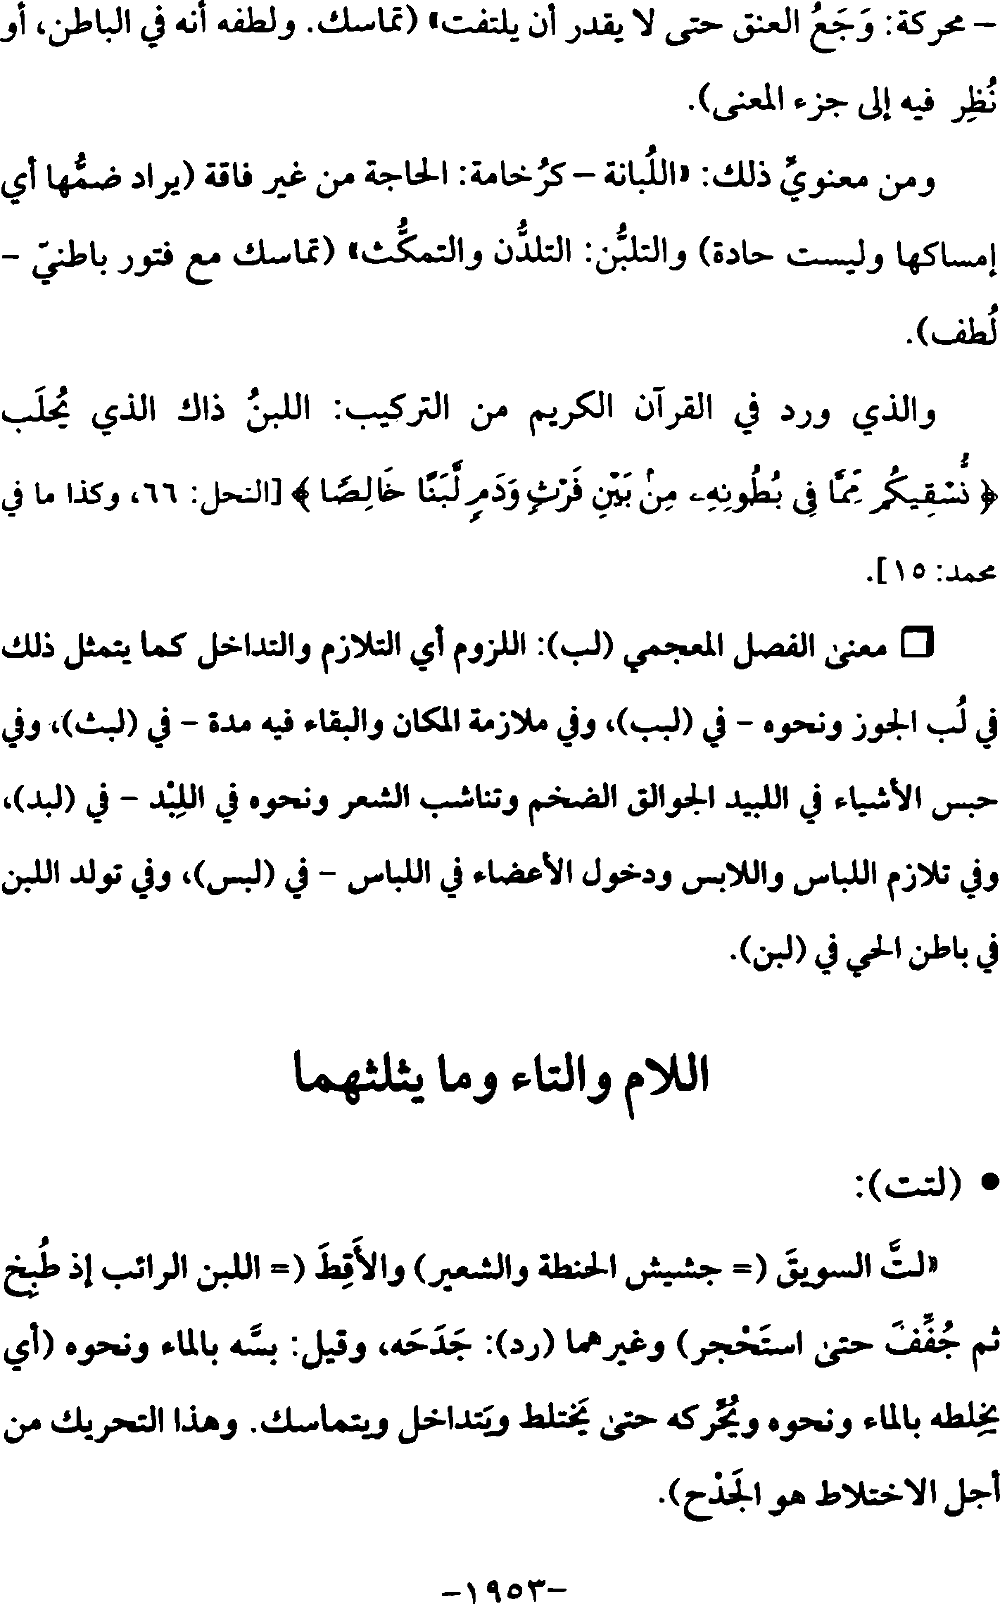 – محركة: وَجَعُ العنق حتى لا يقدر أن يلتفت» (تماسك. ولطفه أنه في الباطن، أو
نُظِر فيه إلى جزء المعنى).
ومن معنويِّ ذلك: «اللُبانة – كرُخامة: الحاجة من غير فاقة (يراد ضمُّها أي
إمساكها وليست حادة) والتلبُّن: التلدُّن والتمكُّث» (تماسك مع فتور باطنيّ –
لُطف).
والذي ورد في القرآن الكريم من التركيب: اللبنُ ذاك الذي يُحلَب
﴿ نُّسْقِيكُم مِّمَّا فِى بُطُونِهِۦ مِنۢ بَيْنِ فَرْثٍ وَدَمٍ لَّبَنًا خَالِصًا ﴾ [النحل: ٦٦، وكذا ما في
محمد: ١٥].
❒ معنى الفصل المعجمي (لب): اللزوم أي التلازم والتداخل كما يتمثل ذلك
في لُب الجوز ونحوه – في (لبب)، وفي ملازمة المكان والبقاء فيه مدة – في (لبث)، وفي
حبس الأشياء في اللبيد الجوالق الضخم وتناشب الشعر ونحوه في اللِبْد – في (لبد)،
وفي تلازم اللباس واللابس ودخول الأعضاء في اللباس – في (لبس)، وفي تولد اللبن
في باطن الحي في (لبن).
اللام والتاء وما يثلثهما
• (لتت):
«لتَّ السويقَ (= جشيش الحنطة والشعير) والأَقِطَ (= اللبن الرائب إذ طُبِخ
ثم جُفِّفَ حتى استَحْجر) وغيرهما (رد): جَدَحَه، وقيل: بسَّه بالماء ونحوه (أي
يخلِطه بالماء ونحوه ويُحَّركه حتى يَختلط ويَتداخل ويتماسك. وهذا التحريك من
أجل الاختلاط هو الجَدْح).
-١٩٥٣-